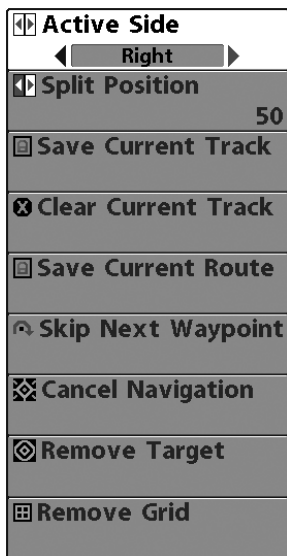 Active Side
Right
Split Position
50
Save Current Track
Clear Current Track
Save Current Route
Skip Next Waypoint
Cancel Navigation
Remove Target
Remove Grid